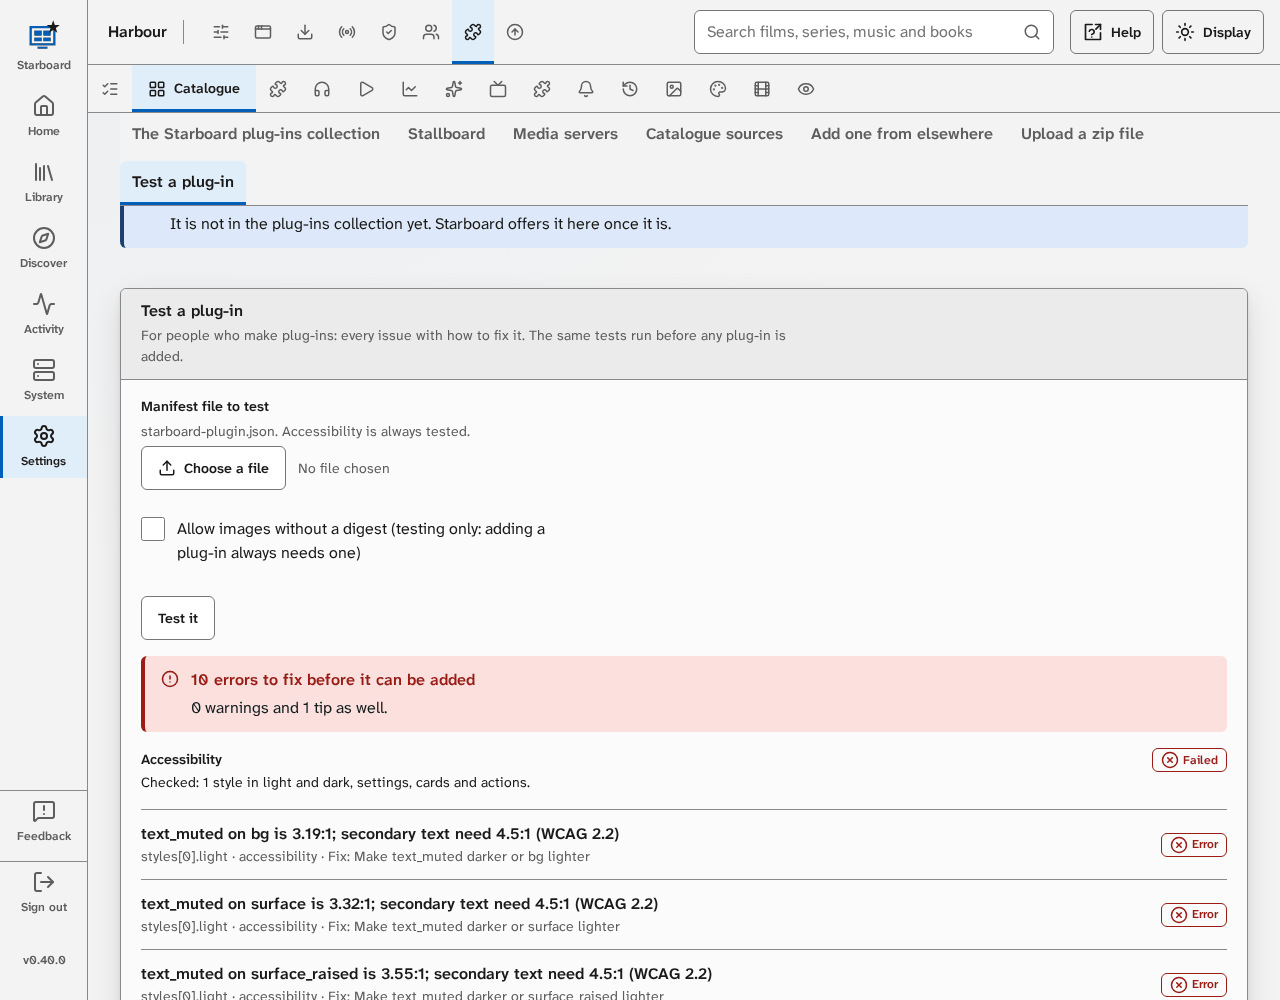 Starboard
Home
Library
Discover
Activity
System
Settings
Feedback
Sign out
v0.40.0
Harbour
Search films, series, music and books
Help
Display
Catalogue
The Starboard plug-ins collection
Stallboard
Media servers
Catalogue sources
Add one from elsewhere
Upload a zip file
Test a plug-in
It is not in the plug-ins collection yet. Starboard offers it here once it is.
Test a plug-in
For people who make plug-ins: every issue with how to fix it. The same tests run before any plug-in is
added.
Manifest file to test
starboard-plugin.json. Accessibility is always tested.
Choose a file
No file chosen
Allow images without a digest (testing only: adding a
plug-in always needs one)
Test it
10 errors to fix before it can be added
0 warnings and 1 tip as well.
Accessibility
Failed
Checked: 1 style in light and dark, settings, cards and actions.
text_muted on bg is 3.19:1; secondary text need 4.5:1 (WCAG 2.2)
styles[0].light · accessibility · Fix: Make text_muted darker or bg lighter
Error
text_muted on surface is 3.32:1; secondary text need 4.5:1 (WCAG 2.2)
styles[0].light · accessibility · Fix: Make text_muted darker or surface lighter
Error
text_muted on surface_raised is 3.55:1; secondary text need 4.5:1 (WCAG 2.2)
styles[0].light · accessibility · Fix: Make text_muted darker or surface_raised lighter
Error